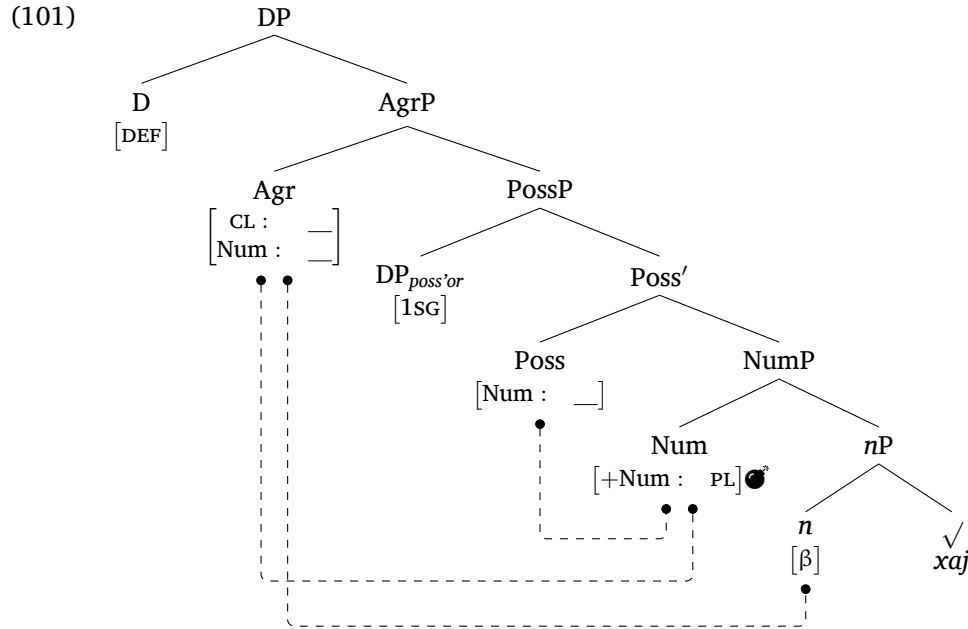 (101) DP
D AgrP
[DEF]
Agr PossP
[CL : __
Num : __]
DPposs'or Poss′
[1SG]
Poss NumP
[Num : __]
Num nP
[+Num : PL]💣
n √
[β] xaj